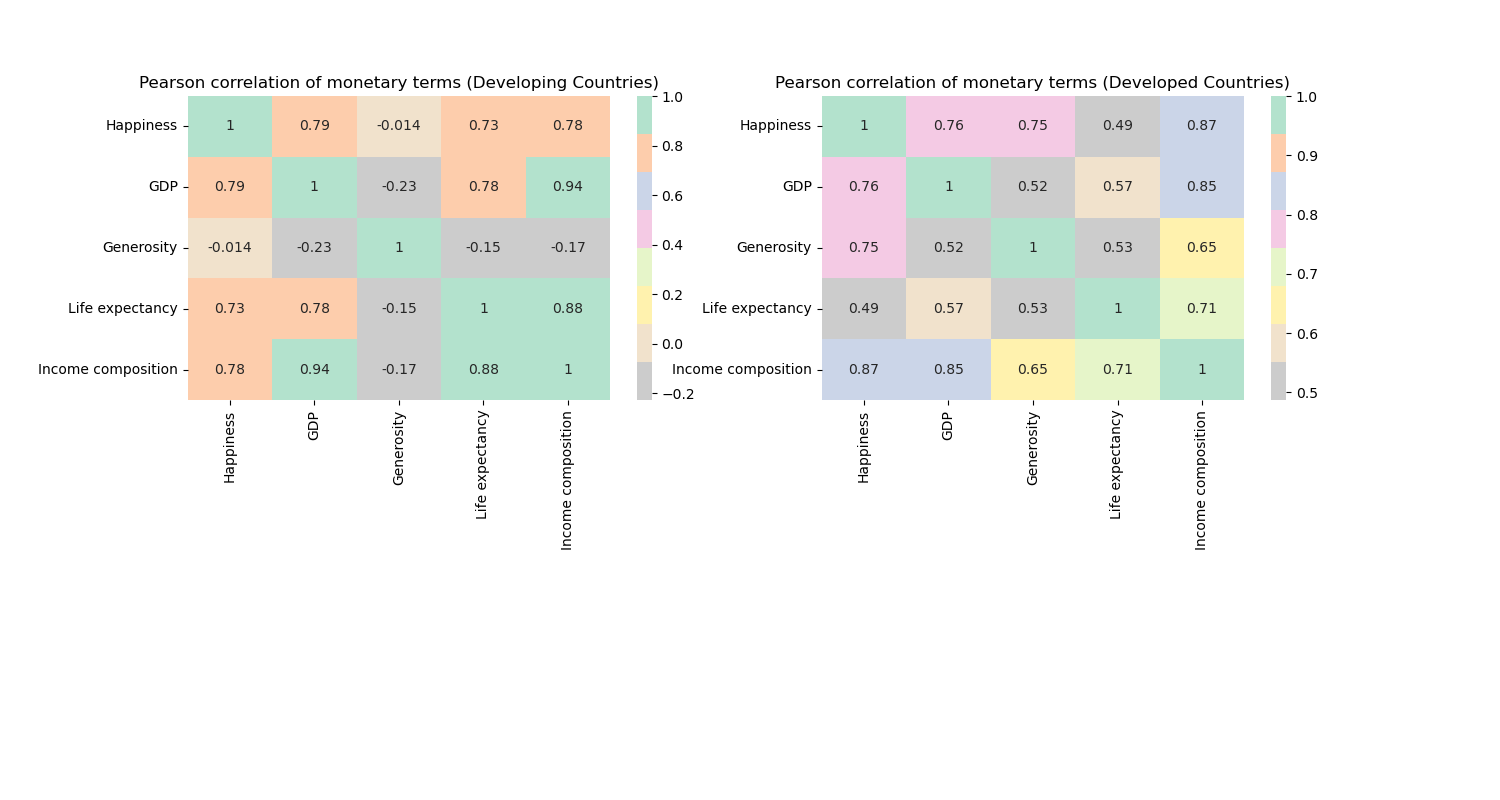 Pearson correlation of monetary terms (Developing Countries)
Happiness 1 0.79 -0.014 0.73 0.78
GDP 0.79 1 -0.23 0.78 0.94
Generosity -0.014 -0.23 1 -0.15 -0.17
Life expectancy 0.73 0.78 -0.15 1 0.88
Income composition 0.78 0.94 -0.17 0.88 1
Happiness
GDP
Generosity
Life expectancy
Income composition
1.0
0.8
0.6
0.4
0.2
0.0
−0.2
Pearson correlation of monetary terms (Developed Countries)
Happiness 1 0.76 0.75 0.49 0.87
GDP 0.76 1 0.52 0.57 0.85
Generosity 0.75 0.52 1 0.53 0.65
Life expectancy 0.49 0.57 0.53 1 0.71
Income composition 0.87 0.85 0.65 0.71 1
Happiness
GDP
Generosity
Life expectancy
Income composition
1.0
0.9
0.8
0.7
0.6
0.5